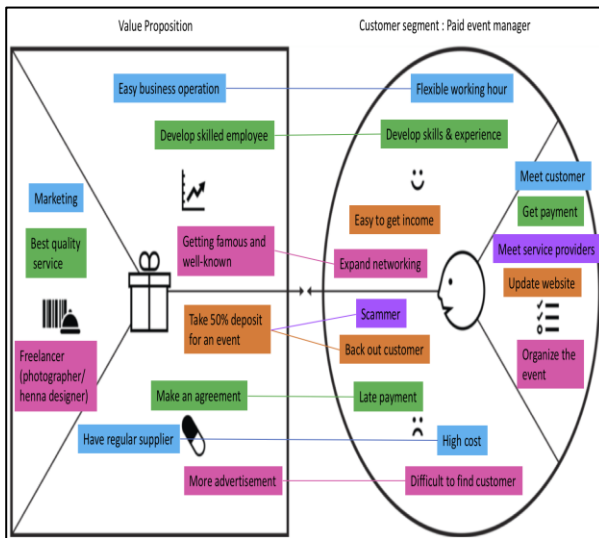 Value Proposition
Customer segment : Paid event manager
Easy business operation
Flexible working hour
Develop skilled employee
Develop skills & experience
Meet customer
Marketing
Get payment
Easy to get income
Best quality
service
Getting famous and
well-known
Meet service providers
Expand networking
Update website
Take 50% deposit
for an event
Scammer
Back out customer
Freelancer
(photographer/
henna designer)
Organize the
event
Make an agreement
Late payment
Have regular supplier
High cost
More advertisement
Difficult to find customer